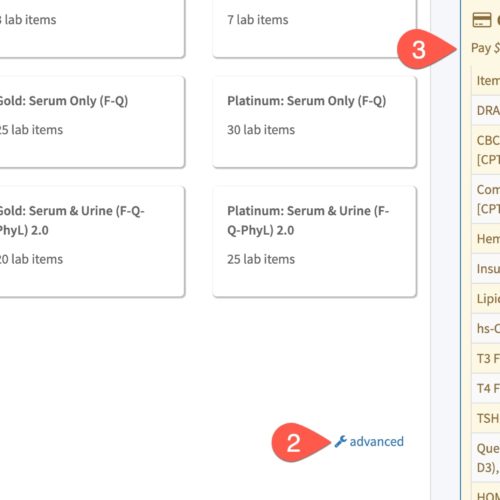 lab items
7 lab items
3
Pay $
Item
DRA
CBC
[CPT
Com
[CPT
Hem
Insu
Lipi
hs-C
T3 F
T4 F
TSH
Que
D3),
HOM
Gold: Serum Only (F-Q)
25 lab items
Platinum: Serum Only (F-Q)
30 lab items
Gold: Serum & Urine (F-Q-
PhyL) 2.0
20 lab items
Platinum: Serum & Urine (F-
Q-PhyL) 2.0
25 lab items
2
advanced